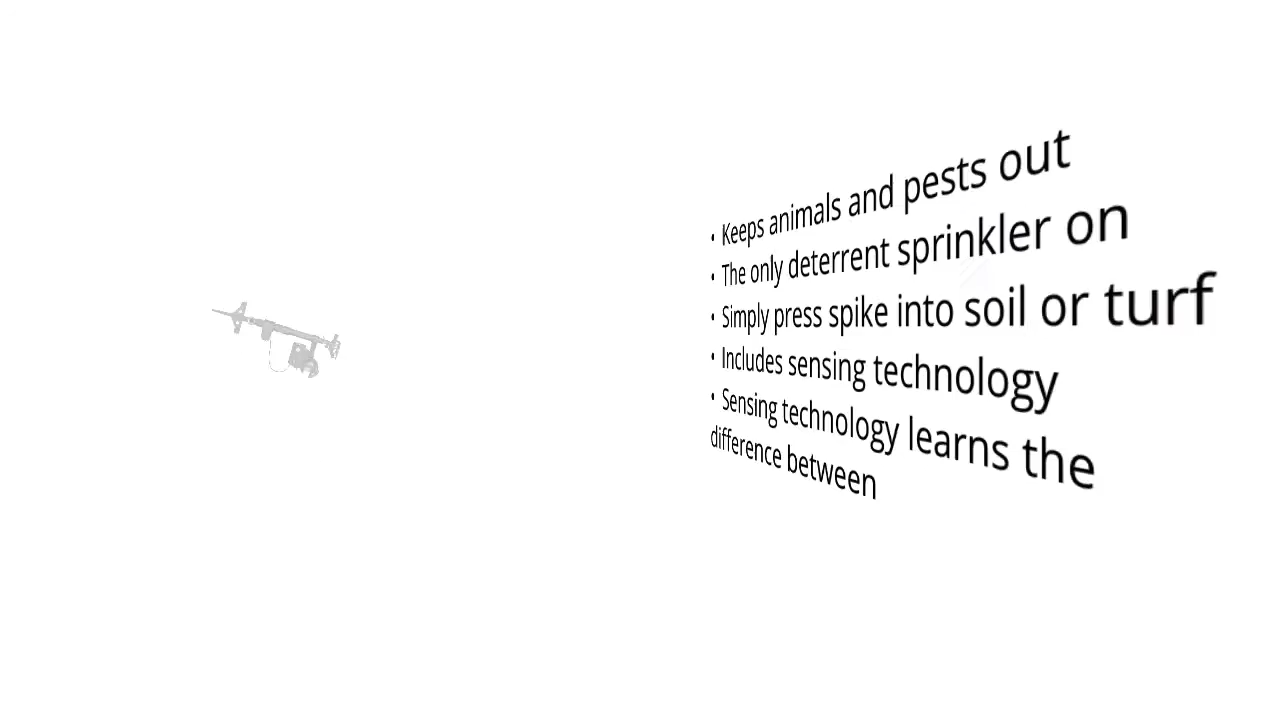 • Keeps animals and pests out
• The only deterrent sprinkler on
• Simply press spike into soil or turf
• Includes sensing technology
• Sensing technology learns the
difference between